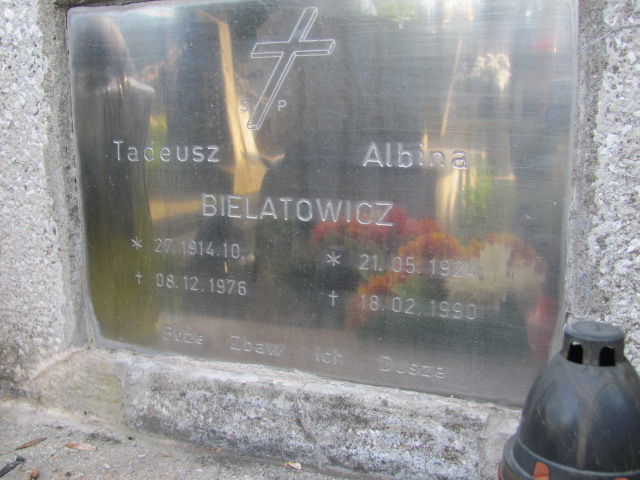 S P
Tadeusz Albina
BIELATOWICZ
* 27.1914.10. * 21.05.1924
† 08.12.1976 † 18.02.1990
Boże Zbaw Ich Dusze